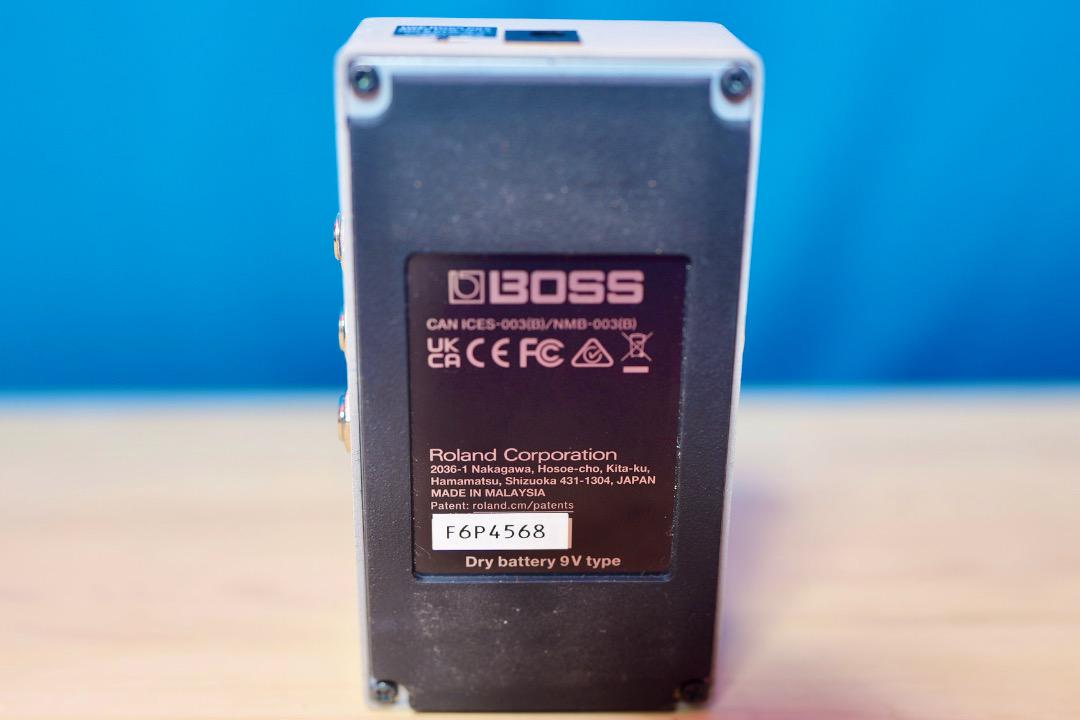 BOSS
CAN ICES-003(B)/NMB-003(B)
UK CA CE FC
Roland Corporation
2036-1 Nakagawa, Hosoe-cho, Kita-ku,
Hamamatsu, Shizuoka 431-1304, JAPAN
MADE IN MALAYSIA
Patent: roland.cm/patents
F6P4568
Dry battery 9V type